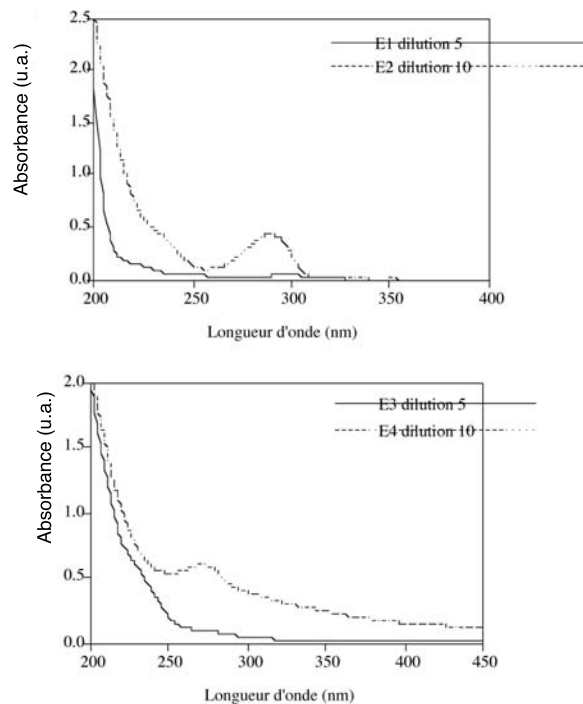 2.5
2.0
1.5
1.0
0.5
0.0
Absorbance (u.a.)
E1 dilution 5
E2 dilution 10
200
250
300
400
Longueur d'onde (nm)
2.0
1.5
1.0
0.5
0.0
Absorbance (u.a.)
E3 dilution 5
E4 dilution 10
200
250
300
350
400
450
Longueur d'onde (nm)